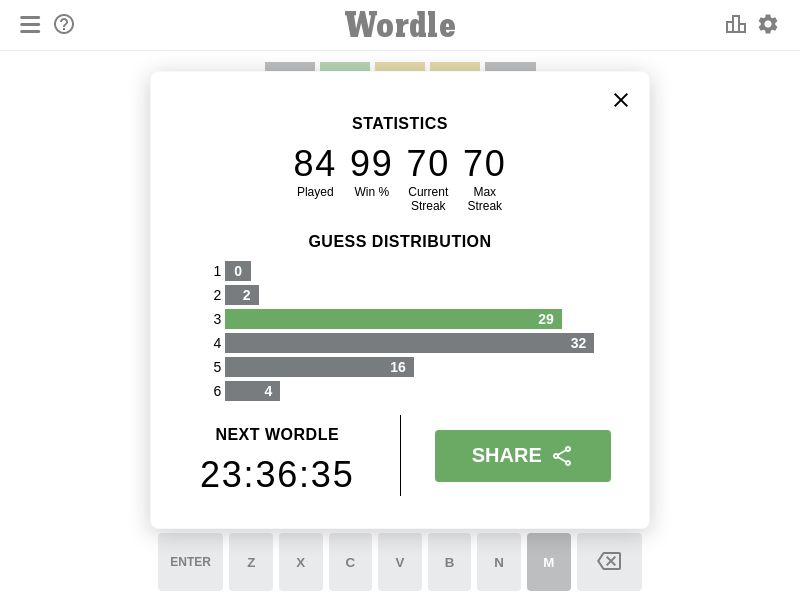 Wordle
STATISTICS
84 99 70 70
Played Win % Current Streak Max Streak
GUESS DISTRIBUTION
1 0
2 2
3 29
4 32
5 16
6 4
NEXT WORDLE
23:36:35
SHARE
ENTER Z X C V B N M